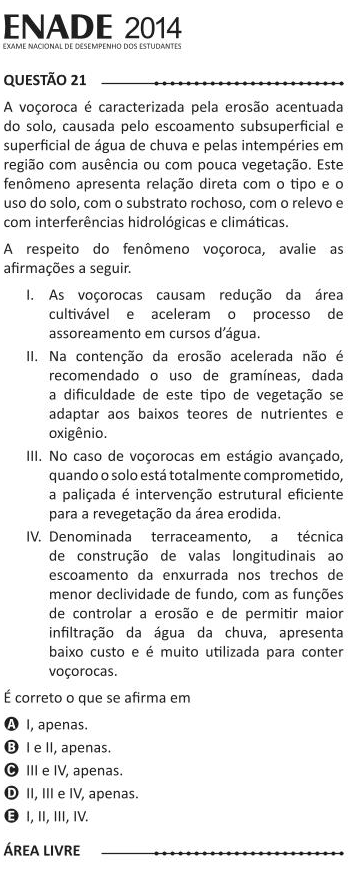 ENADE 2014
EXAME NACIONAL DE DESEMPENHO DOS ESTUDANTES
QUESTÃO 21
A voçoroca é caracterizada pela erosão acentuada
do solo, causada pelo escoamento subsuperficial e
superficial de água de chuva e pelas intempéries em
região com ausência ou com pouca vegetação. Este
fenômeno apresenta relação direta com o tipo e o
uso do solo, com o substrato rochoso, com o relevo e
com interferências hidrológicas e climáticas.
A respeito do fenômeno voçoroca, avalie as
afirmações a seguir.
I. As voçorocas causam redução da área
cultivável e aceleram o processo de
assoreamento em cursos d'água.
II. Na contenção da erosão acelerada não é
recomendado o uso de gramíneas, dada
a dificuldade de este tipo de vegetação se
adaptar aos baixos teores de nutrientes e
oxigênio.
III. No caso de voçorocas em estágio avançado,
quando o solo está totalmente comprometido,
a paliçada é intervenção estrutural eficiente
para a revegetação da área erodida.
IV. Denominada terraceamento, a técnica
de construção de valas longitudinais ao
escoamento da enxurrada nos trechos de
menor declividade de fundo, com as funções
de controlar a erosão e de permitir maior
infiltração da água da chuva, apresenta
baixo custo e é muito utilizada para conter
voçorocas.
É correto o que se afirma em
A I, apenas.
B I e II, apenas.
C III e IV, apenas.
D II, III e IV, apenas.
E I, II, III, IV.
ÁREA LIVRE